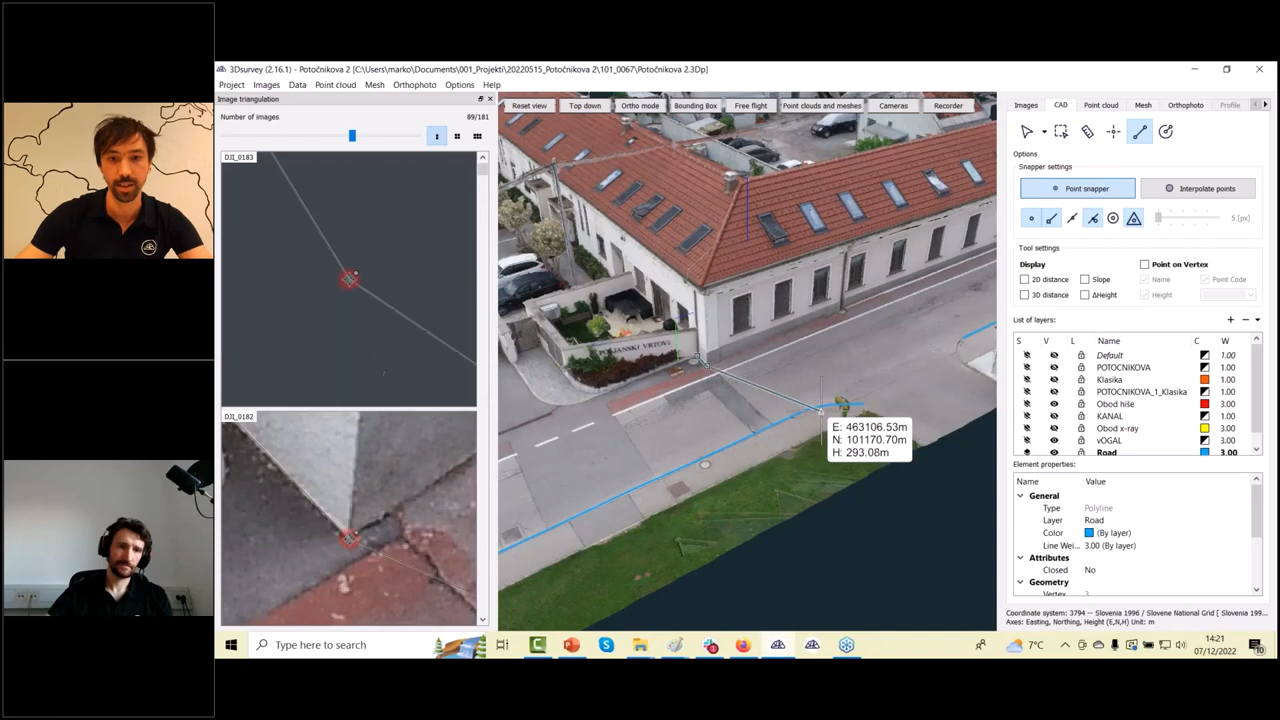 3Dsurvey (2.16.1) - Potočnikova 2 [C:\Users\marko\Documents\001_Projekti\20220515_Potočnikova 2\101_0067\Potočnikova 2.3Dp]
Project Images Data Point cloud Mesh Orthophoto Options Help
Image triangulation
Number of images 89/181
DJI_0183
DJI_0182
Reset view Top down Ortho mode Bounding Box Free flight Point clouds and meshes Cameras Recorder
POLJANSKI VRTOVI
E: 463106.53m
N: 101170.70m
H: 293.08m
Images CAD Point cloud Mesh Orthophoto Profile
Options
Snapper settings
Point snapper Interpolate points
5 [px]
Tool settings
Display Point on Vertex
2D distance Slope Name Point Code
3D distance ΔHeight Height
List of layers:
S V L Name C W
Default 1.00
POTOCNIKOVA 1.00
Klasika 1.00
POTOCNIKOVA_1_Klasika 1.00
Obod hiše 3.00
KANAL 1.00
Obod x-ray 3.00
vOGAL 3.00
Road 3.00
Element properties:
Name Value
General
Type Polyline
Layer Road
Color (By layer)
Line Wei... 3.00 (By layer)
Attributes
Closed No
Geometry
Vertex 3
Coordinate system: 3794 -- Slovenia 1996 / Slovene National Grid [ Slovenia 199...
Axes: Easting, Northing, Height (E,N,H) Unit: m
Type here to search
7°C
14:21
07/12/2022
10